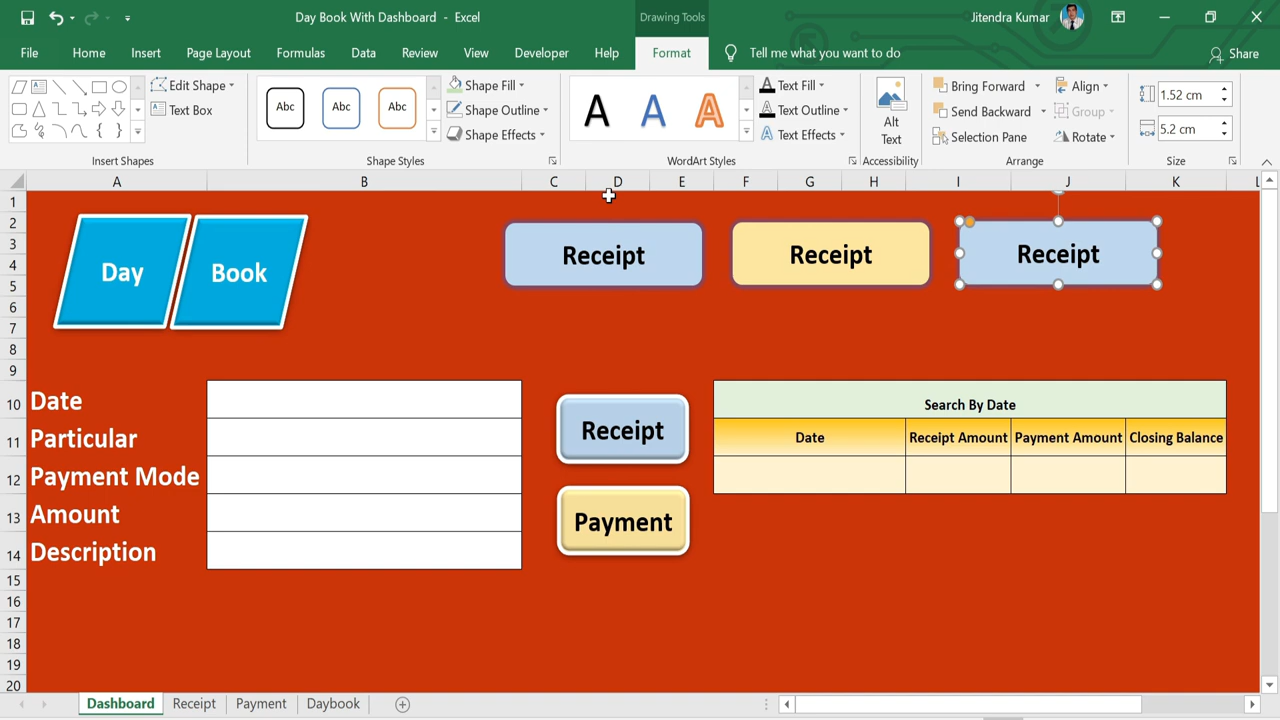 Day Book With Dashboard - Excel
Drawing Tools
Jitendra Kumar
File Home Insert Page Layout Formulas Data Review View Developer Help Format Tell me what you want to do Share
Edit Shape
Text Box
Insert Shapes
Abc Abc Abc
Shape Fill
Shape Outline
Shape Effects
Shape Styles
A A A
Text Fill
Text Outline
Text Effects
WordArt Styles
Alt
Text
Accessibility
Bring Forward
Send Backward
Selection Pane
Align
Group
Rotate
Arrange
1.52 cm
5.2 cm
Size
A B C D E F G H I J K L
1
2
3
4
5
6
7
8
9
10
11
12
13
14
15
16
17
18
19
20
Day Book
Receipt Receipt Receipt
Date
Particular
Payment Mode
Amount
Description
Receipt
Payment
Search By Date
Date Receipt Amount Payment Amount Closing Balance
Dashboard Receipt Payment Daybook